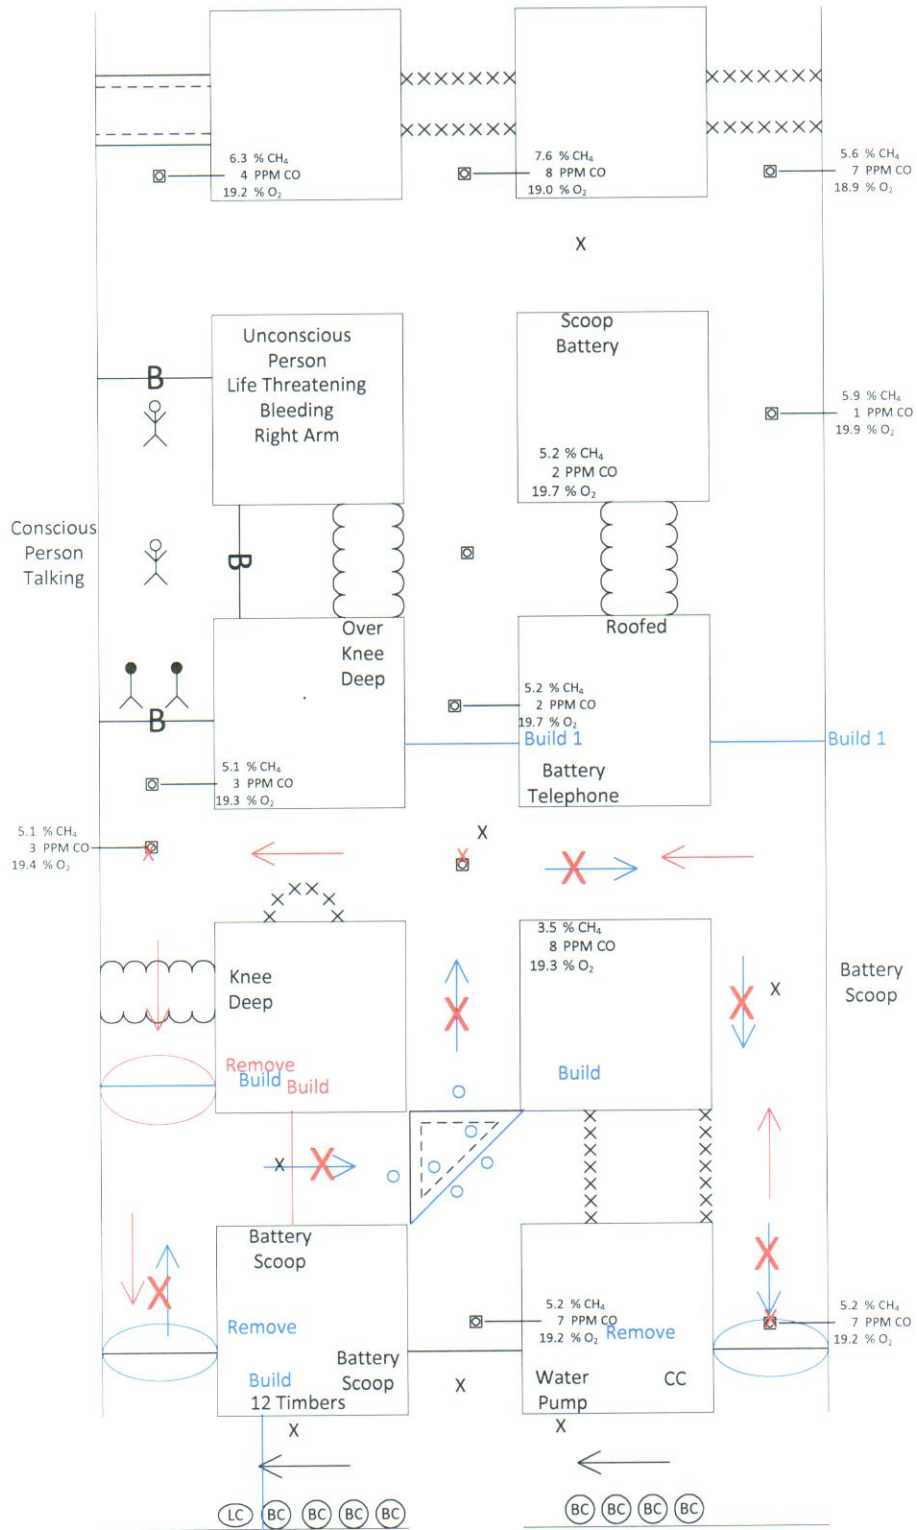 6.3 % CH₄
4 PPM CO
19.2 % O₂
7.6 % CH₄
8 PPM CO
19.0 % O₂
5.6 % CH₄
7 PPM CO
18.9 % O₂
X
Unconscious
Person
Life Threatening
Bleeding
Right Arm
Scoop
Battery
B
5.9 % CH₄
1 PPM CO
19.9 % O₂
5.2 % CH₄
2 PPM CO
19.7 % O₂
Conscious
Person
Talking
B
Over
Knee
Deep
Roofed
B
5.2 % CH₄
2 PPM CO
19.7 % O₂
Build 1
Build 1
5.1 % CH₄
3 PPM CO
19.3 % O₂
Battery
Telephone
5.1 % CH₄
3 PPM CO
19.4 % O₂
X
X
X
X
3.5 % CH₄
8 PPM CO
19.3 % O₂
Knee
Deep
Battery
Scoop
X
X
X
Remove
Build
Build
Build
X
X
Battery
Scoop
X
X
5.2 % CH₄
7 PPM CO
19.2 % O₂
5.2 % CH₄
7 PPM CO
19.2 % O₂
X
Remove
Remove
Battery
Scoop
Build
12 Timbers
X
Water
Pump
CC
X
X
LC
BC
BC
BC
BC
BC
BC
BC
BC